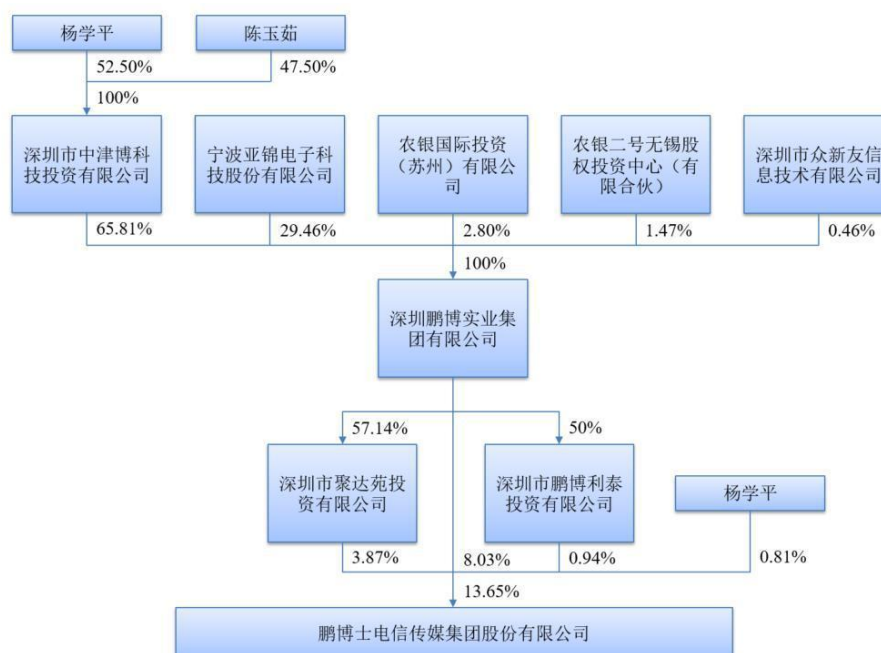 杨学平
陈玉茹
52.50%
47.50%
100%
深圳市中津博科
技投资有限公司
宁波亚锦电子科
技股份有限公司
农银国际投资
（苏州）有限公
司
农银二号无锡股
权投资中心（有
限合伙）
深圳市众新友信
息技术有限公司
65.81%
29.46%
2.80%
1.47%
0.46%
100%
深圳鹏博实业集
团有限公司
57.14%
50%
深圳市聚达苑投
资有限公司
深圳市鹏博利泰
投资有限公司
杨学平
3.87%
8.03%
0.94%
0.81%
13.65%
鹏博士电信传媒集团股份有限公司